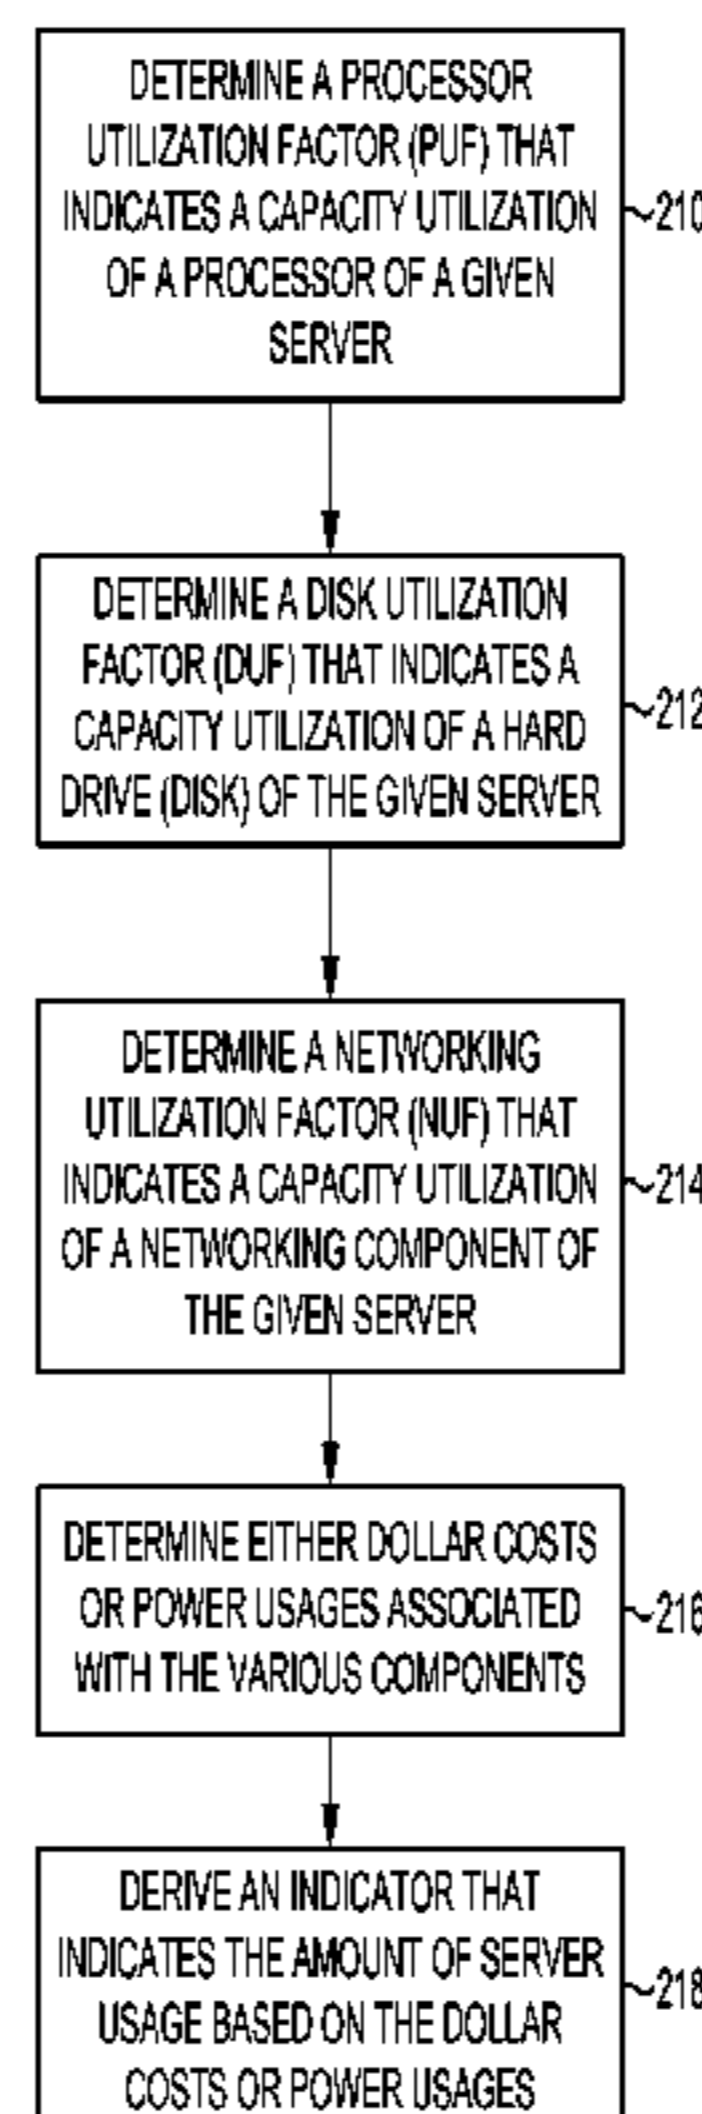 DETERMINE A PROCESSOR
UTILIZATION FACTOR (PUF) THAT
INDICATES A CAPACITY UTILIZATION
OF A PROCESSOR OF A GIVEN
SERVER
210
DETERMINE A DISK UTILIZATION
FACTOR (DUF) THAT INDICATES A
CAPACITY UTILIZATION OF A HARD
DRIVE (DISK) OF THE GIVEN SERVER
212
DETERMINE A NETWORKING
UTILIZATION FACTOR (NUF) THAT
INDICATES A CAPACITY UTILIZATION
OF A NETWORKING COMPONENT OF
THE GIVEN SERVER
214
DETERMINE EITHER DOLLAR COSTS
OR POWER USAGES ASSOCIATED
WITH THE VARIOUS COMPONENTS
216
DERIVE AN INDICATOR THAT
INDICATES THE AMOUNT OF SERVER
USAGE BASED ON THE DOLLAR
COSTS OR POWER USAGES
218